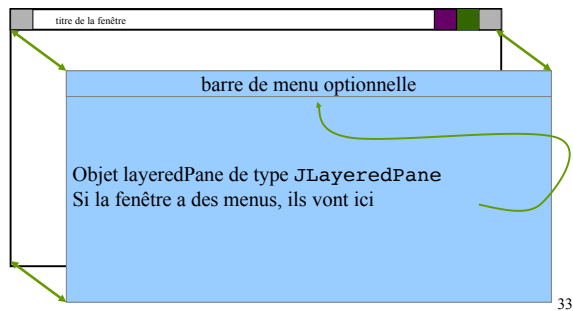 titre de la fenêtre
barre de menu optionnelle
Objet layeredPane de type JLayeredPane
Si la fenêtre a des menus, ils vont ici
33